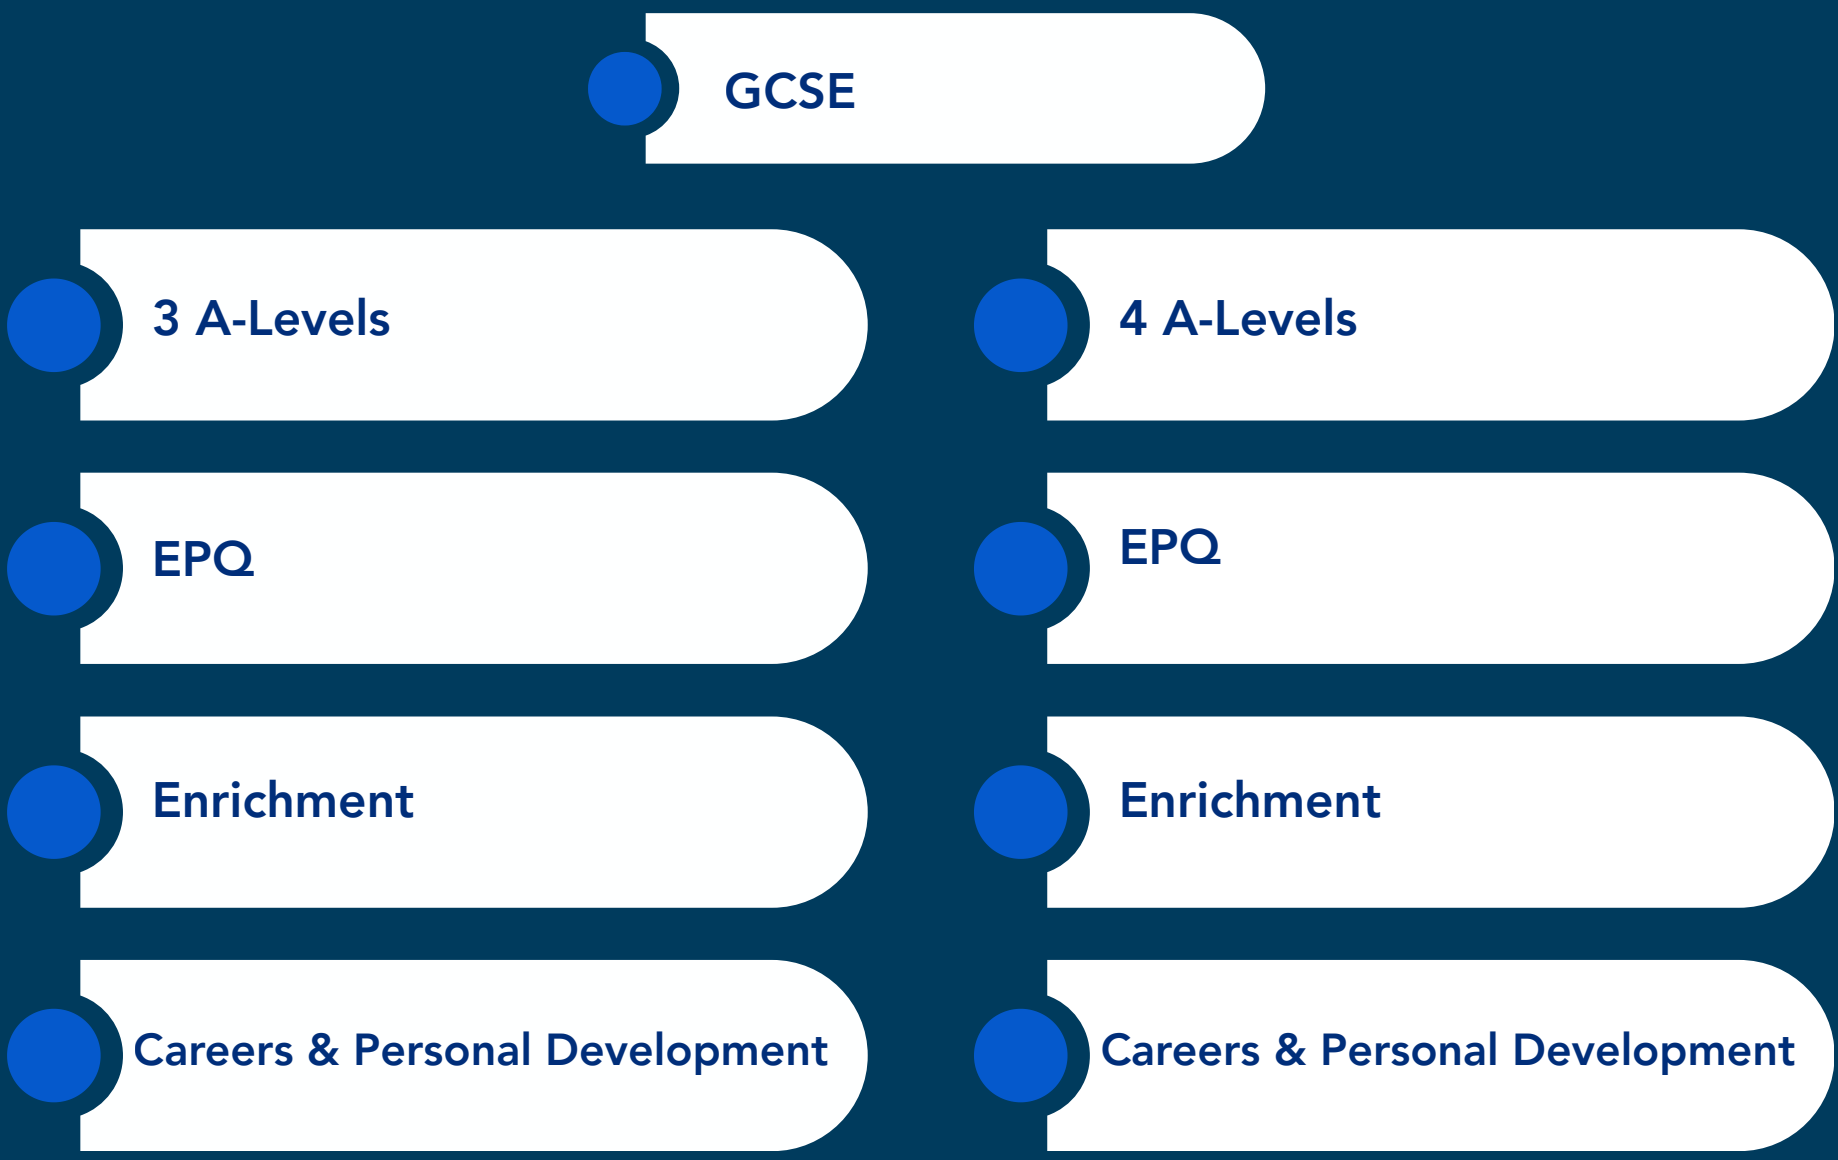 GCSE
3 A-Levels
4 A-Levels
EPQ
EPQ
Enrichment
Enrichment
Careers & Personal Development
Careers & Personal Development